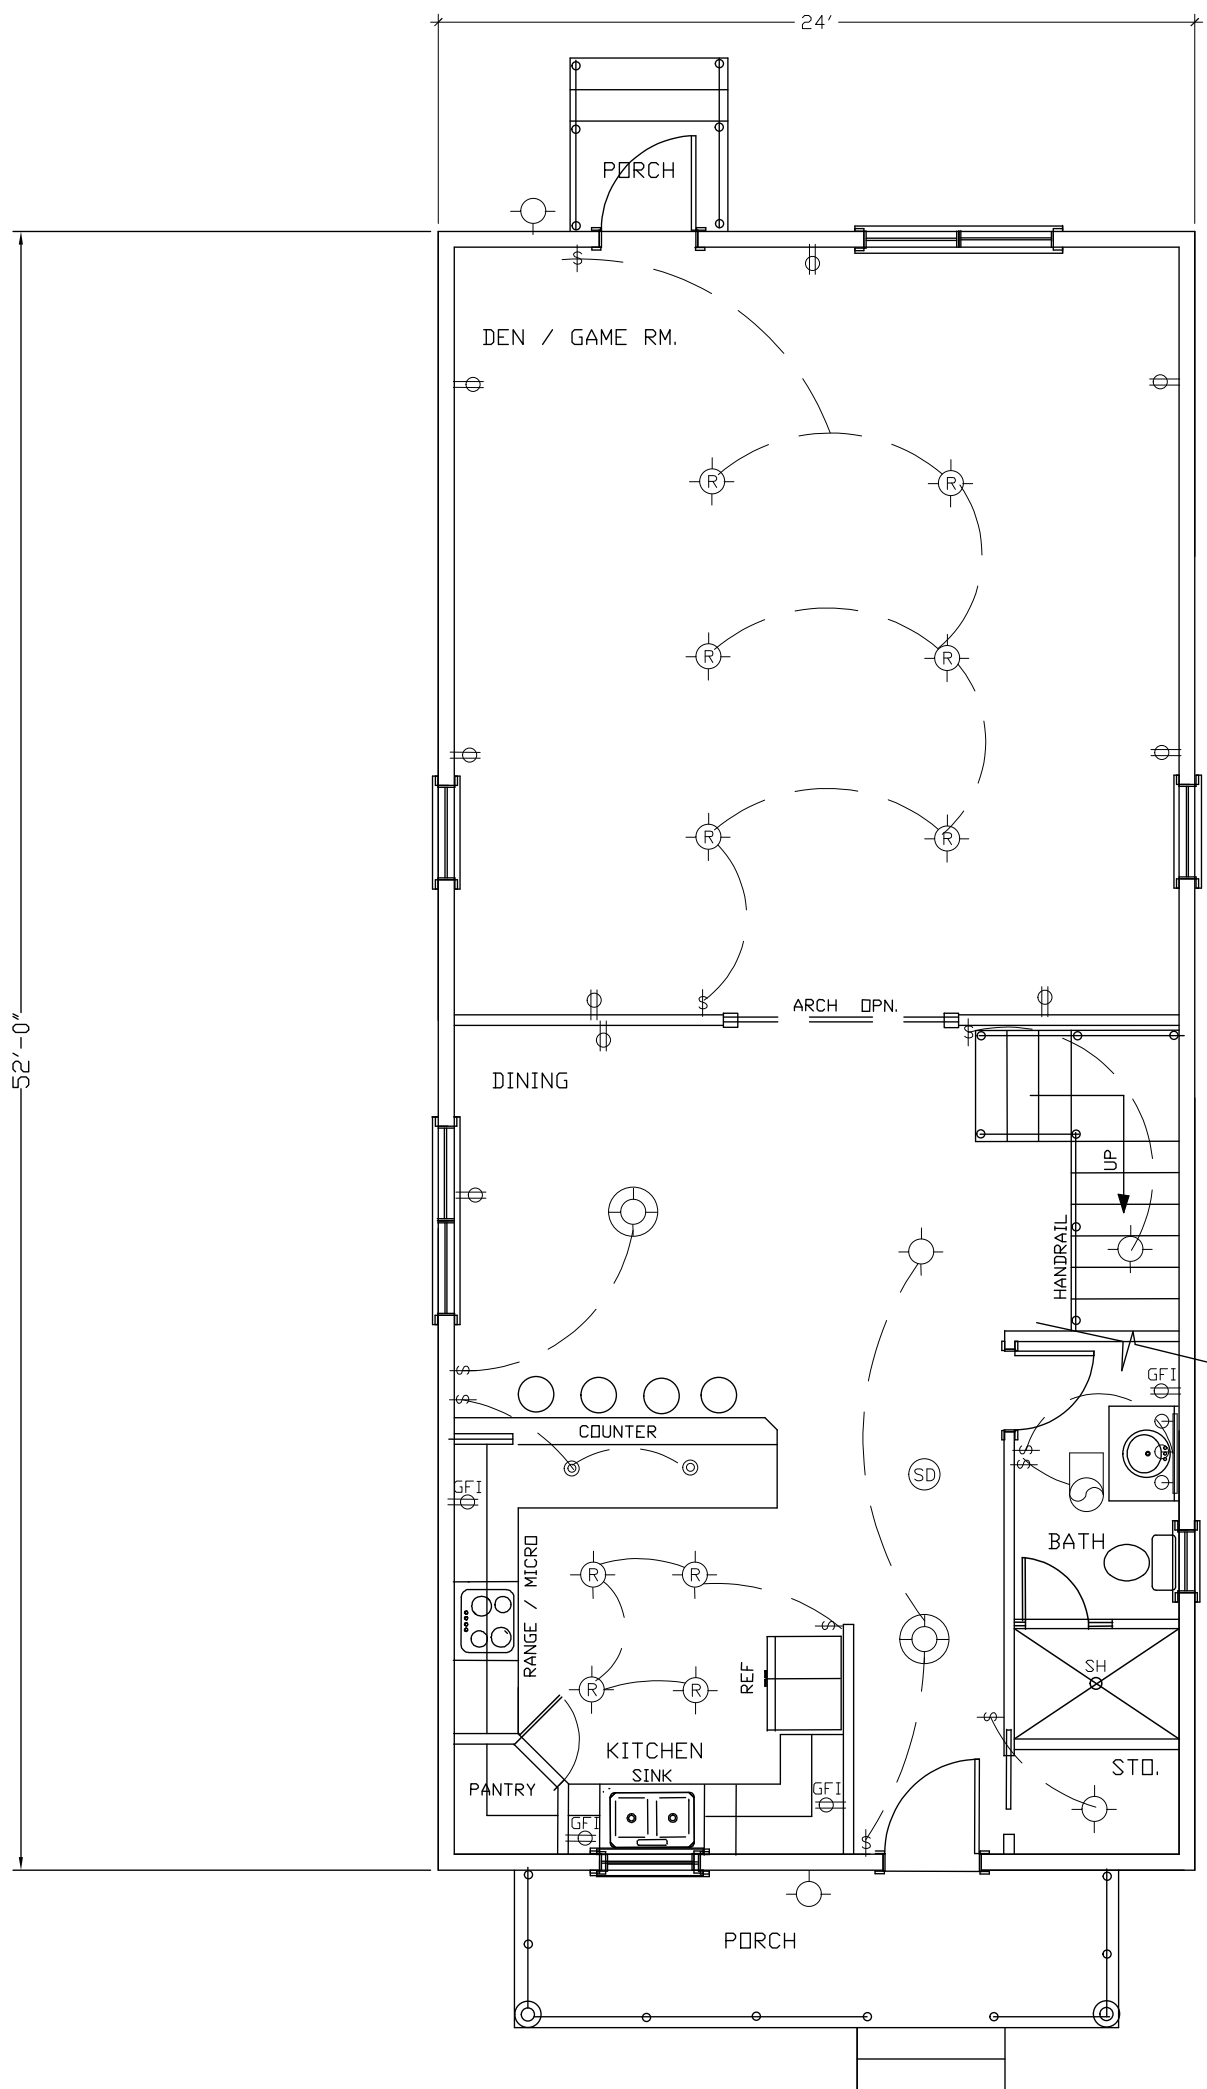 24'
PORCH
S
DEN / GAME RM.
R
R
R
R
R
R
S
ARCH OPN.
52'-0"
S
DINING
UP
HANDRAIL
S
S
GFI
COUNTER
S
S
GFI
SD
RANGE / MICRO
BATH
R
R
S
SH
REF
R
R
S
KITCHEN
SINK
STO.
PANTRY
GFI
GFI
S
PORCH